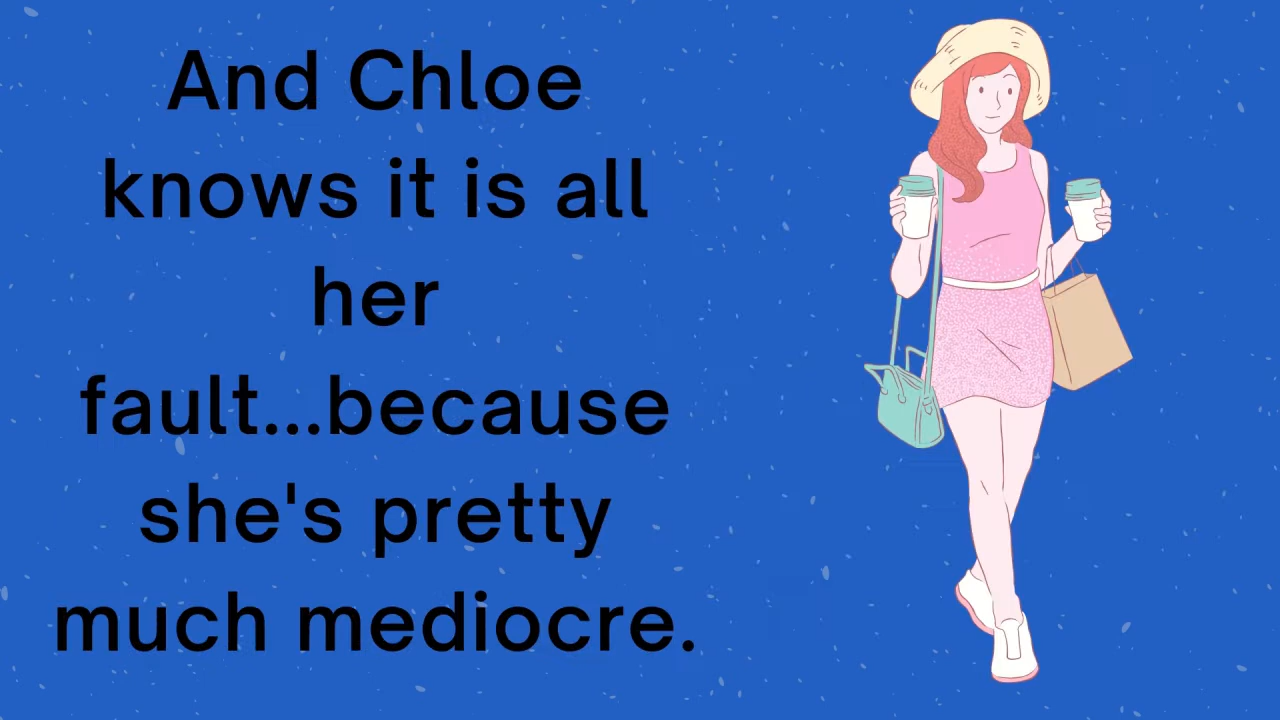 And Chloe
knows it is all
her
fault...because
she's pretty
much mediocre.